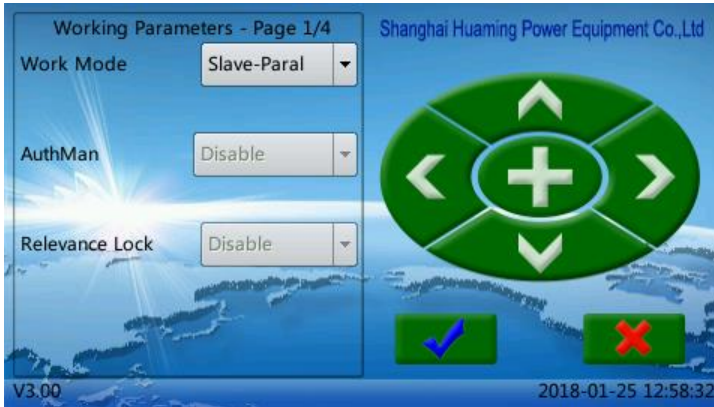 Working Parameters - Page 1/4
Shanghai Huaming Power Equipment Co.,Ltd
Work Mode Slave-Paral
AuthMan Disable
Relevance Lock Disable
V3.00 2018-01-25 12:58:32